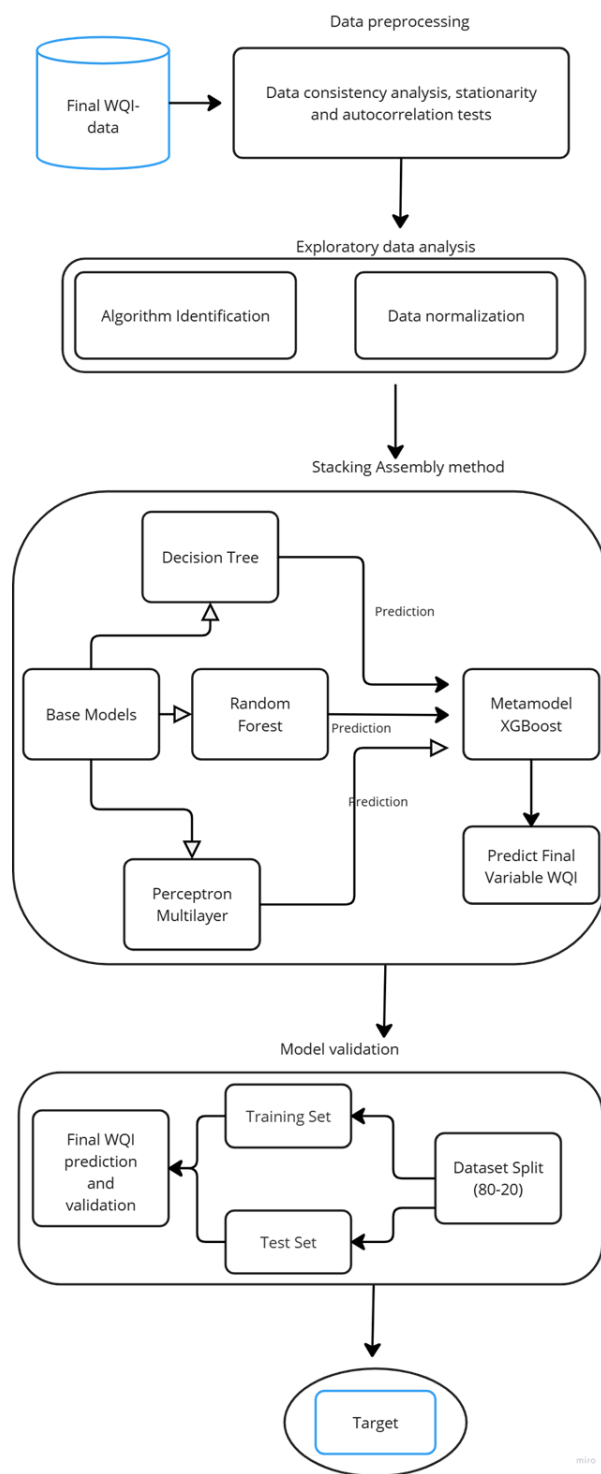 Data preprocessing
Final WQI-
data
Data consistency analysis, stationarity
and autocorrelation tests
Exploratory data analysis
Algorithm Identification
Data normalization
Stacking Assembly method
Decision Tree
Prediction
Base Models
Random
Forest
Prediction
Metamodel
XGBoost
Prediction
Perceptron
Multilayer
Predict Final
Variable WQI
Model validation
Final WQI
prediction
and
validation
Training Set
Dataset Split
(80-20)
Test Set
Target
miro